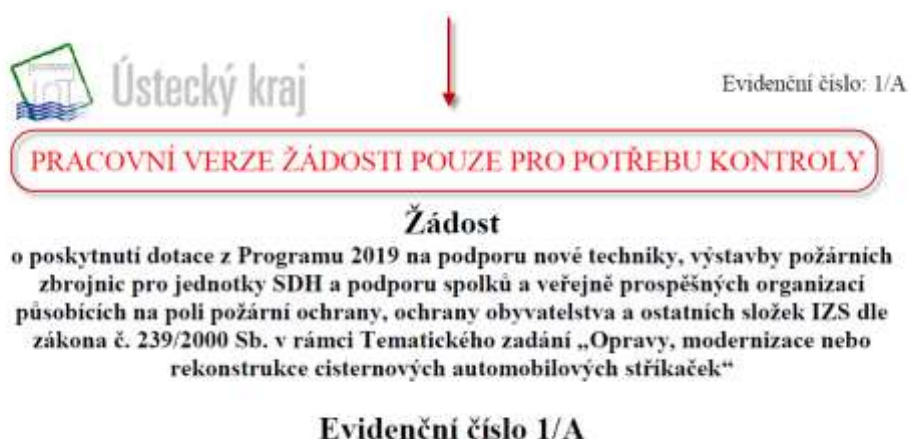 Ústecký kraj
Evidenční číslo: 1/A
PRACOVNÍ VERZE ŽÁDOSTI POUZE PRO POTŘEBU KONTROLY
Žádost
o poskytnutí dotace z Programu 2019 na podporu nové techniky, výstavby požárních
zbrojnic pro jednotky SDH a podporu spolků a veřejně prospěšných organizací
působících na poli požární ochrany, ochrany obyvatelstva a ostatních složek IZS dle
zákona č. 239/2000 Sb. v rámci Tematického zadání „Opravy, modernizace nebo
rekonstrukce cisternových automobilových stříkaček“
Evidenční číslo 1/A